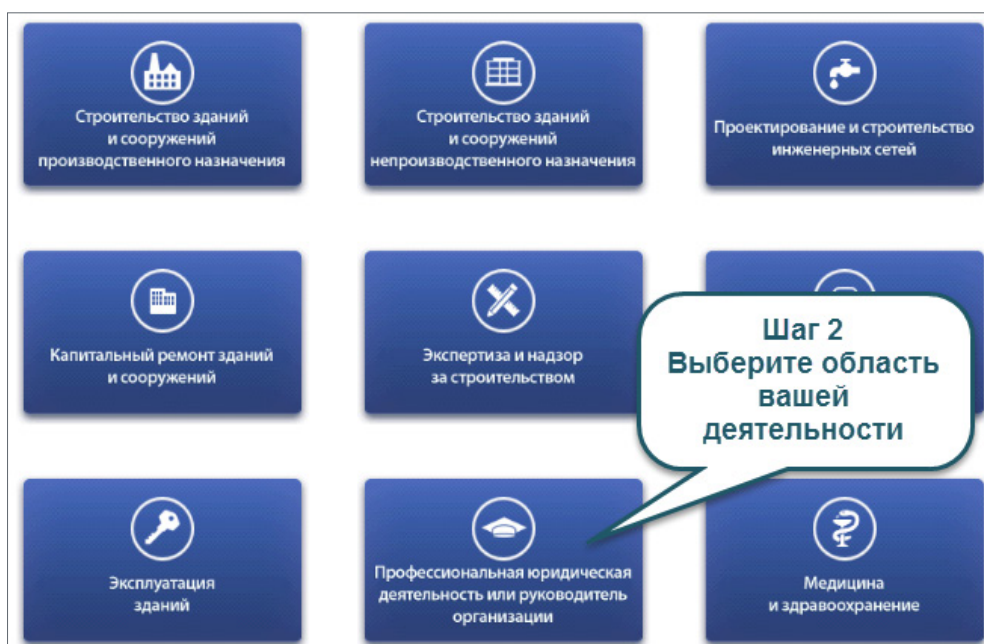 Строительство зданий
и сооружений
производственного назначения
Строительство зданий
и сооружений
непроизводственного назначения
Проектирование и строительство
инженерных сетей
Капитальный ремонт зданий
и сооружений
Экспертиза и надзор
за строительством
Шаг 2
Выберите область
вашей
деятельности
Эксплуатация
зданий
Профессиональная юридическая
деятельность или руководитель
организации
Медицина
и здравоохранение